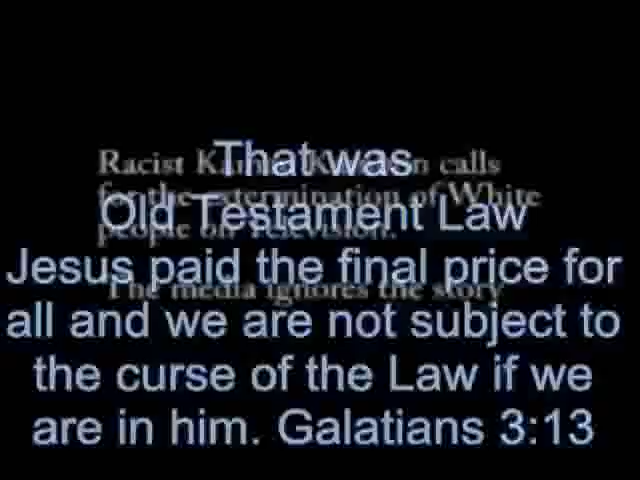 That was
Old Testament Law
Jesus paid the final price for
all and we are not subject to
the curse of the Law if we
are in him. Galatians 3:13
Racist calls
for the extermination of White
people on Television.
The media ignores the story